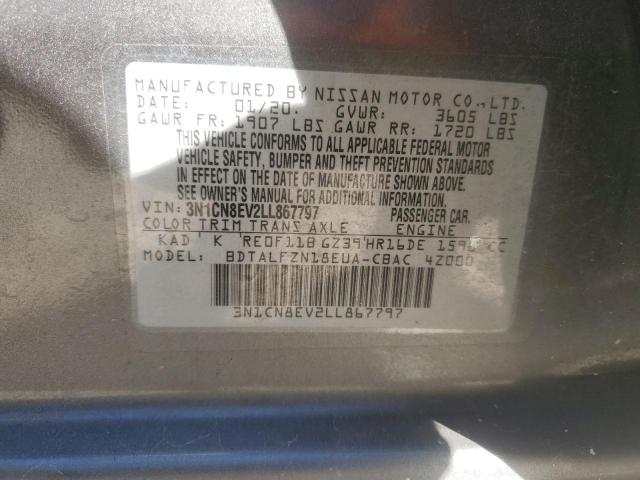 MANUFACTURED BY NISSAN MOTOR CO.,LTD.
DATE: 01/20. GVWR: 3605 LBS
GAWR FR: 1907 LBS GAWR RR: 1720 LBS
THIS VEHICLE CONFORMS TO ALL APPLICABLE FEDERAL MOTOR
VEHICLE SAFETY, BUMPER AND THEFT PREVENTION STANDARDS
IN EFFECT ON THE DATE OF MANUFACTURE SHOWN ABOVE.
SEE OWNER'S MANUAL FOR ADDITIONAL INFORMATION.
VIN: 3N1CN8EV2LL867797 PASSENGER CAR.
COLOR TRIM TRANS AXLE ENGINE
KAD K RE0F11B GZ39 HR16DE CC
MODEL: BDTALFZN18EUA-C8AC 4Z000
3N1CN8EV2LL867797